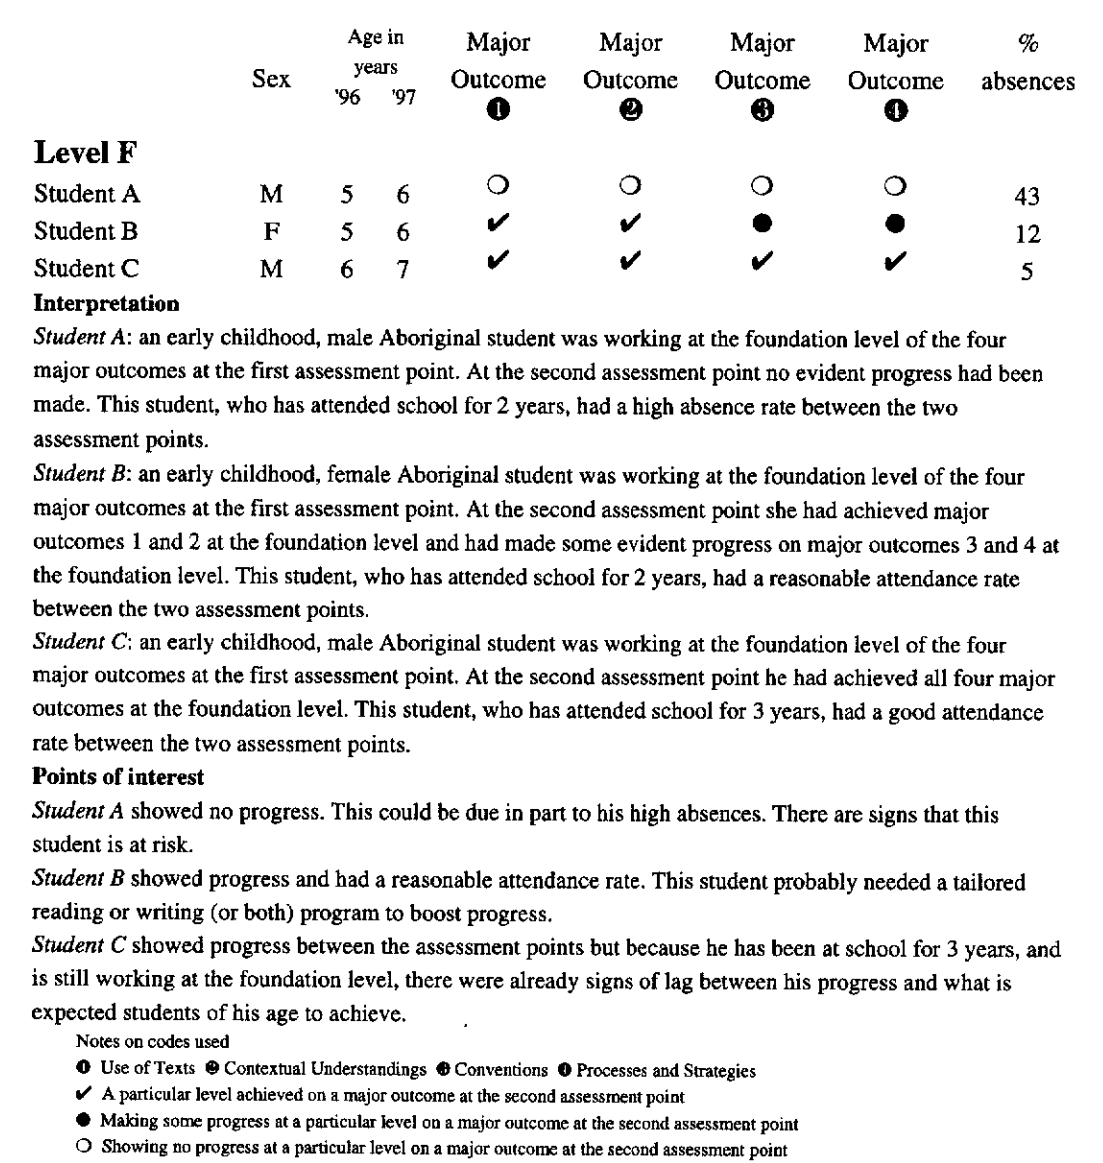 Age in Major Major Major Major %
years
Sex Outcome Outcome Outcome Outcome absences
'96 '97 ❶ ❷ ❸ ❹
Level F
Student A M 5 6 ❍ ❍ ❍ ❍ 43
Student B F 5 6 ✔ ✔ ● ● 12
Student C M 6 7 ✔ ✔ ✔ ✔ 5
Interpretation
Student A: an early childhood, male Aboriginal student was working at the foundation level of the four
major outcomes at the first assessment point. At the second assessment point no evident progress had been
made. This student, who has attended school for 2 years, had a high absence rate between the two
assessment points.
Student B: an early childhood, female Aboriginal student was working at the foundation level of the four
major outcomes at the first assessment point. At the second assessment point she had achieved major
outcomes 1 and 2 at the foundation level and had made some evident progress on major outcomes 3 and 4 at
the foundation level. This student, who has attended school for 2 years, had a reasonable attendance rate
between the two assessment points.
Student C: an early childhood, male Aboriginal student was working at the foundation level of the four
major outcomes at the first assessment point. At the second assessment point he had achieved all four major
outcomes at the foundation level. This student, who has attended school for 3 years, had a good attendance
rate between the two assessment points.
Points of interest
Student A showed no progress. This could be due in part to his high absences. There are signs that this
student is at risk.
Student B showed progress and had a reasonable attendance rate. This student probably needed a tailored
reading or writing (or both) program to boost progress.
Student C showed progress between the assessment points but because he has been at school for 3 years, and
is still working at the foundation level, there were already signs of lag between his progress and what is
expected students of his age to achieve.
Notes on codes used
❶ Use of Texts ❷ Contextual Understandings ❸ Conventions ❹ Processes and Strategies
✔ A particular level achieved on a major outcome at the second assessment point
● Making some progress at a particular level on a major outcome at the second assessment point
❍ Showing no progress at a particular level on a major outcome at the second assessment point